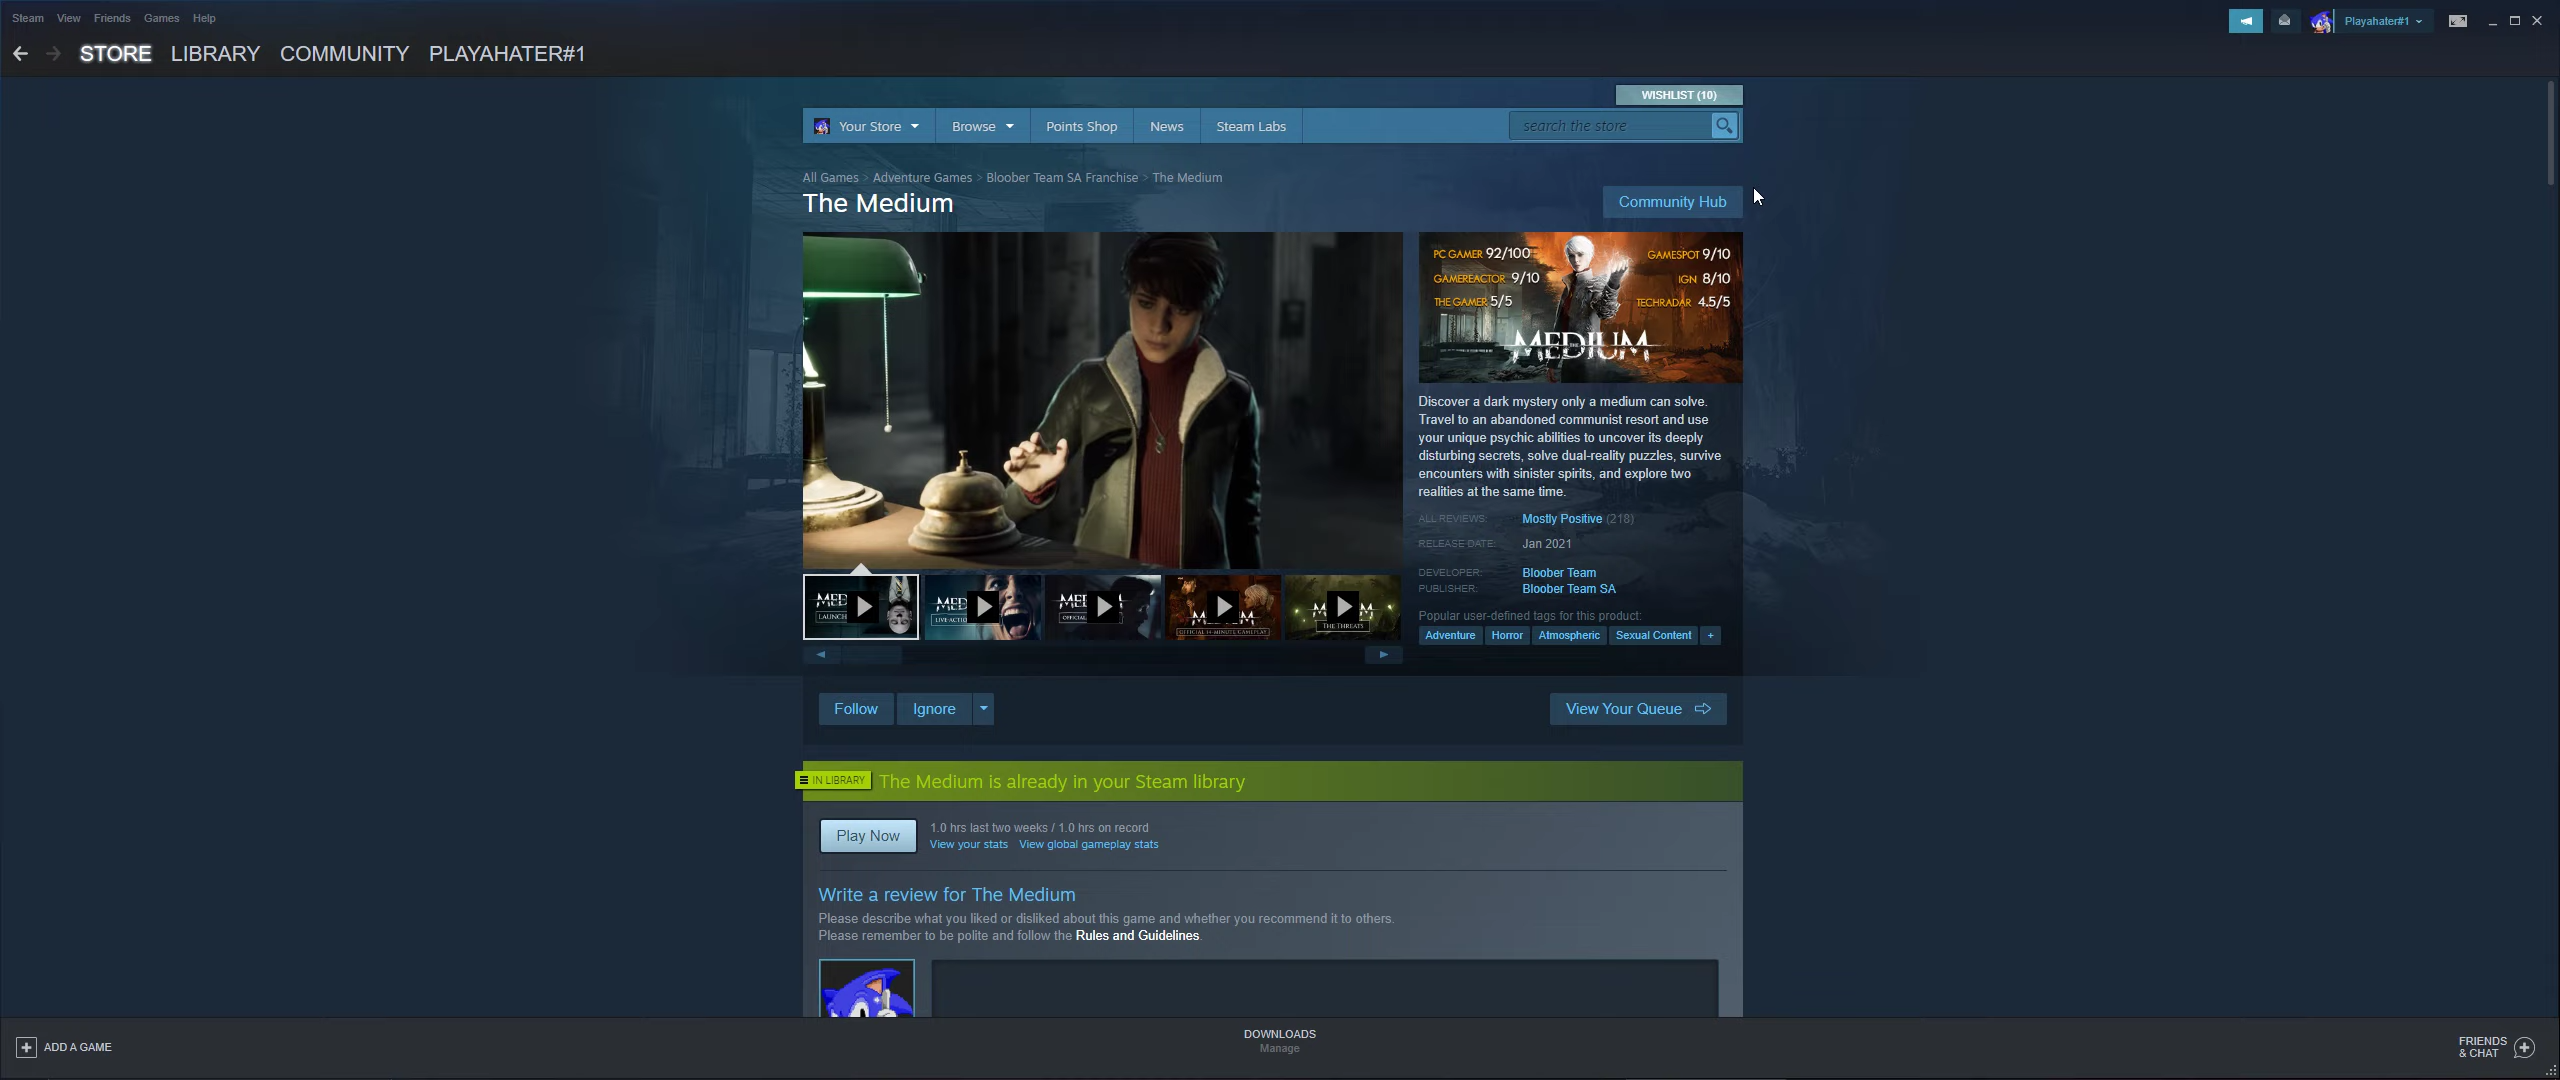 Steam View Friends Games Help
Playahater#1
STORE LIBRARY COMMUNITY PLAYAHATER#1
WISHLIST (10)
Your Store Browse Points Shop News Steam Labs search the store
All Games > Adventure Games > Bloober Team SA Franchise > The Medium
The Medium
Community Hub
PC GAMER 92/100 GAMESPOT 9/10
GAMEREACTOR 9/10 IGN 8/10
THE GAMER 5/5 TECHRADAR 4.5/5
THE MEDIUM
Discover a dark mystery only a medium can solve.
Travel to an abandoned communist resort and use
your unique psychic abilities to uncover its deeply
disturbing secrets, solve dual-reality puzzles, survive
encounters with sinister spirits, and explore two
realities at the same time.
ALL REVIEWS: Mostly Positive (218)
RELEASE DATE: Jan 2021
DEVELOPER: Bloober Team
PUBLISHER: Bloober Team SA
Popular user-defined tags for this product:
Adventure Horror Atmospheric Sexual Content +
OFFICIAL 14-MINUTE GAMEPLAY
THE THREATS
Follow Ignore View Your Queue
IN LIBRARY The Medium is already in your Steam library
Play Now
1.0 hrs last two weeks / 1.0 hrs on record
View your stats View global gameplay stats
Write a review for The Medium
Please describe what you liked or disliked about this game and whether you recommend it to others.
Please remember to be polite and follow the Rules and Guidelines.
ADD A GAME
DOWNLOADS
Manage
FRIENDS
& CHAT